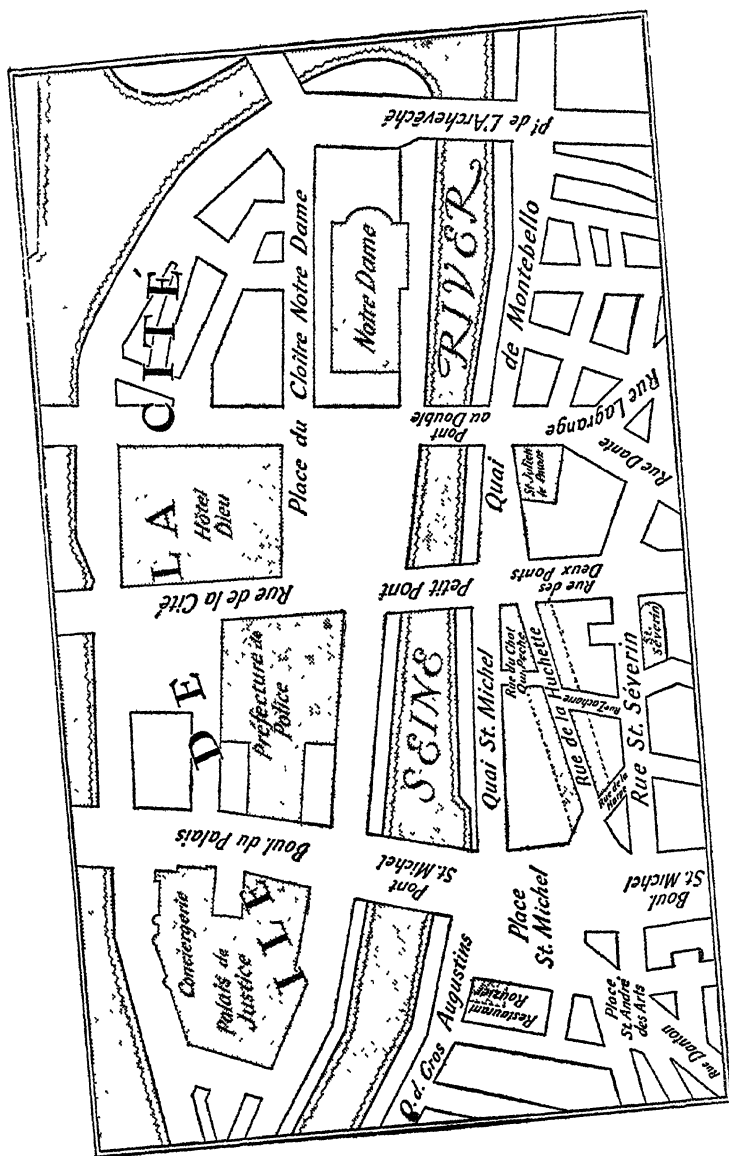 ILE DE LA CITÉ
Conciergerie
Palais de
Justice
Boul du Palais
Préfecture de
Police
Rue de la Cité
Hôtel
Dieu
Place du Cloître Notre Dame
Notre Dame
Pont
St. Michel
SEINE RIVER
Petit Pont
Pont
au Double
Pt de L'Archevêché
Q. d. Gros Augustins
Quai St. Michel
Quai de Montebello
Restaurant
Rouzier
Place
St. Michel
Rue du Chat
Qui Peche
Rue de la Huchette
Rue Zacharie
Rue de la
Rue des
Deux Ponts
St. Julien
le
Rue Lagrange
Rue Dante
Rue St. Séverin
St.
Séverin
Boul
St. Michel
Place
St André
des Arts
Rue Danton